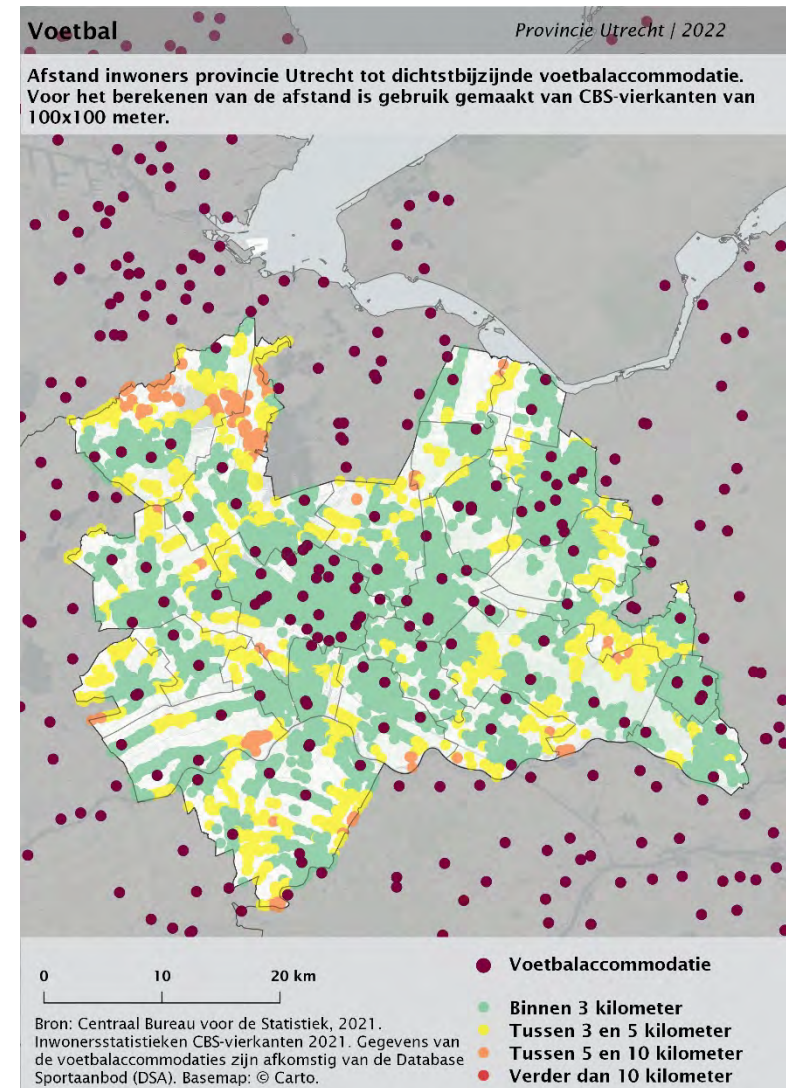 Voetbal
Provincie Utrecht | 2022
Afstand inwoners provincie Utrecht tot dichtstbijzijnde voetbalaccommodatie.
Voor het berekenen van de afstand is gebruik gemaakt van CBS-vierkanten van
100x100 meter.
0 10 20 km
Bron: Centraal Bureau voor de Statistiek, 2021.
Inwonersstatistieken CBS-vierkanten 2021. Gegevens van
de voetbalaccommodaties zijn afkomstig van de Database
Sportaanbod (DSA). Basemap: © Carto.
Voetbalaccommodatie
Binnen 3 kilometer
Tussen 3 en 5 kilometer
Tussen 5 en 10 kilometer
Verder dan 10 kilometer